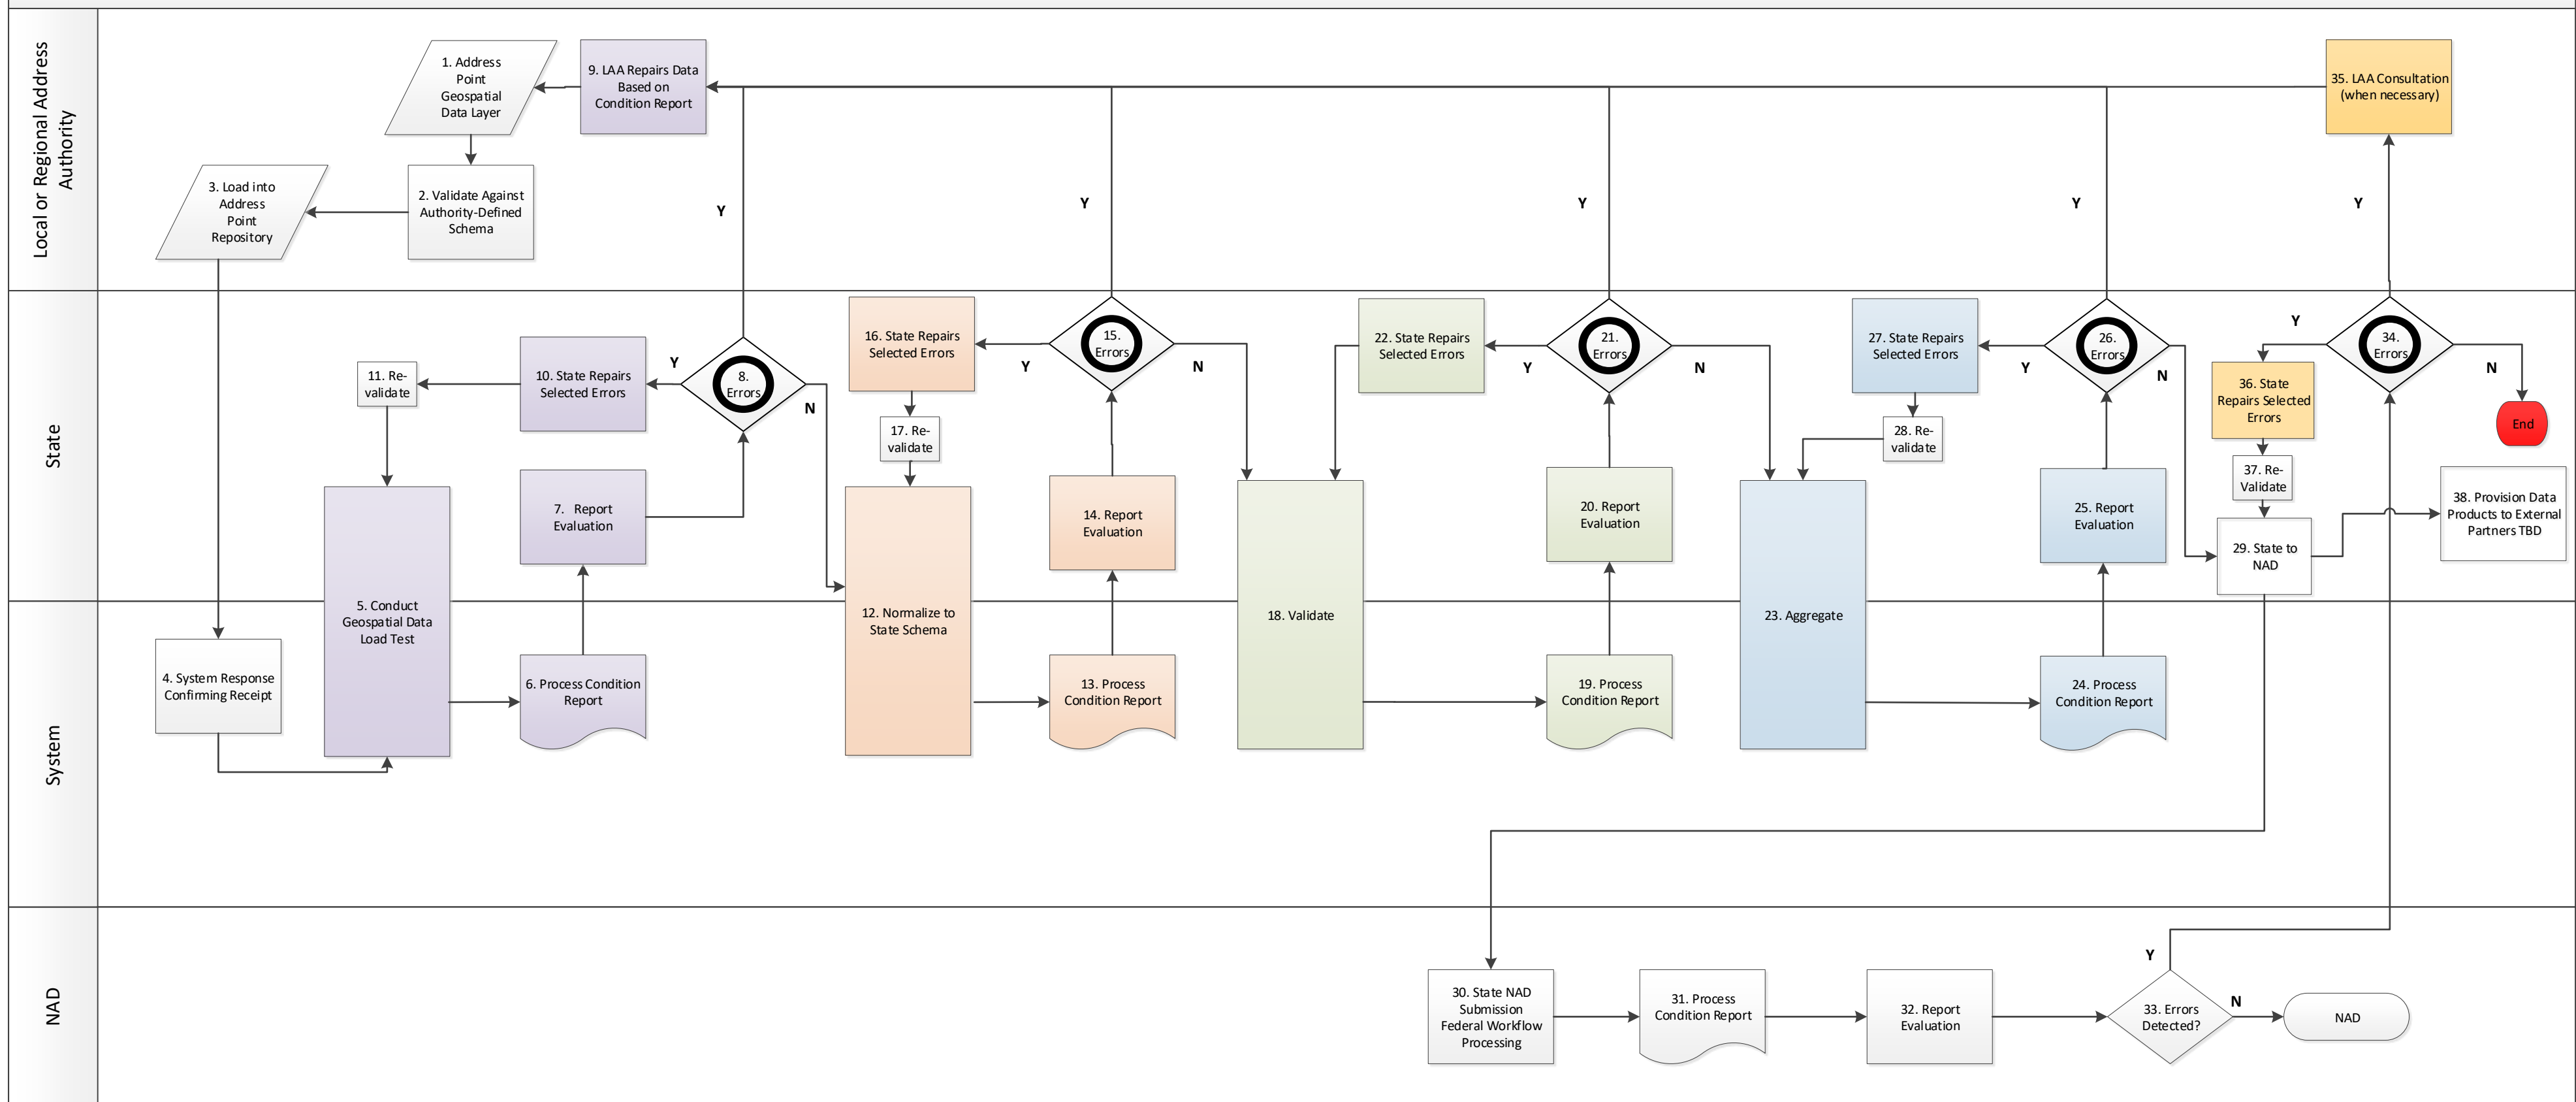 Local or Regional Address
Authority
1. Address
Point
Geospatial
Data Layer
9. LAA Repairs Data
Based on
Condition Report
35. LAA Consultation
(when necessary)
3. Load into
Address
Point
Repository
2. Validate Against
Authority-Defined
Schema
Y
Y
Y
Y
Y
State
11. Re-
validate
10. State Repairs
Selected Errors
Y
8.
Errors
N
7. Report
Evaluation
16. State Repairs
Selected Errors
17. Re-
validate
Y
15.
Errors
N
14. Report
Evaluation
22. State Repairs
Selected Errors
Y
21.
Errors
N
20. Report
Evaluation
27. State Repairs
Selected Errors
28. Re-
validate
Y
26.
Errors
N
25. Report
Evaluation
Y
34.
Errors
N
36. State
Repairs Selected
Errors
End
37. Re-
Validate
29. State to
NAD
38. Provision Data
Products to External
Partners TBD
System
4. System Response
Confirming Receipt
5. Conduct
Geospatial Data
Load Test
6. Process Condition
Report
12. Normalize to
State Schema
13. Process
Condition Report
18. Validate
19. Process
Condition Report
23. Aggregate
24. Process
Condition Report
NAD
30. State NAD
Submission
Federal Workflow
Processing
31. Process
Condition Report
32. Report
Evaluation
Y
33. Errors
Detected?
N
NAD